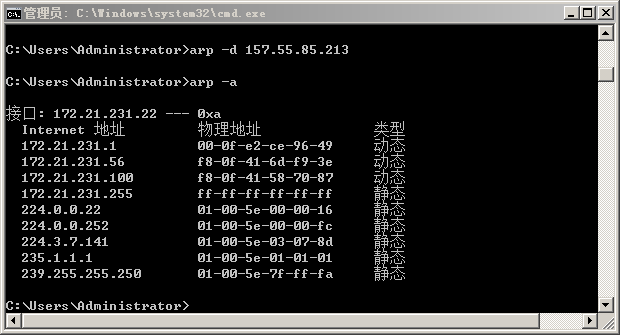 管理员: C:\Windows\system32\cmd.exe
C:\Users\Administrator>arp -d 157.55.85.213
C:\Users\Administrator>arp -a
接口: 172.21.231.22 --- 0xa
Internet 地址 物理地址 类型
172.21.231.1 00-0f-e2-ce-96-49 动态
172.21.231.56 f8-0f-41-6d-f9-3e 动态
172.21.231.100 f8-0f-41-58-70-87 动态
172.21.231.255 ff-ff-ff-ff-ff-ff 静态
224.0.0.22 01-00-5e-00-00-16 静态
224.0.0.252 01-00-5e-00-00-fc 静态
224.3.7.141 01-00-5e-03-07-8d 静态
235.1.1.1 01-00-5e-01-01-01 静态
239.255.255.250 01-00-5e-7f-ff-fa 静态
C:\Users\Administrator>